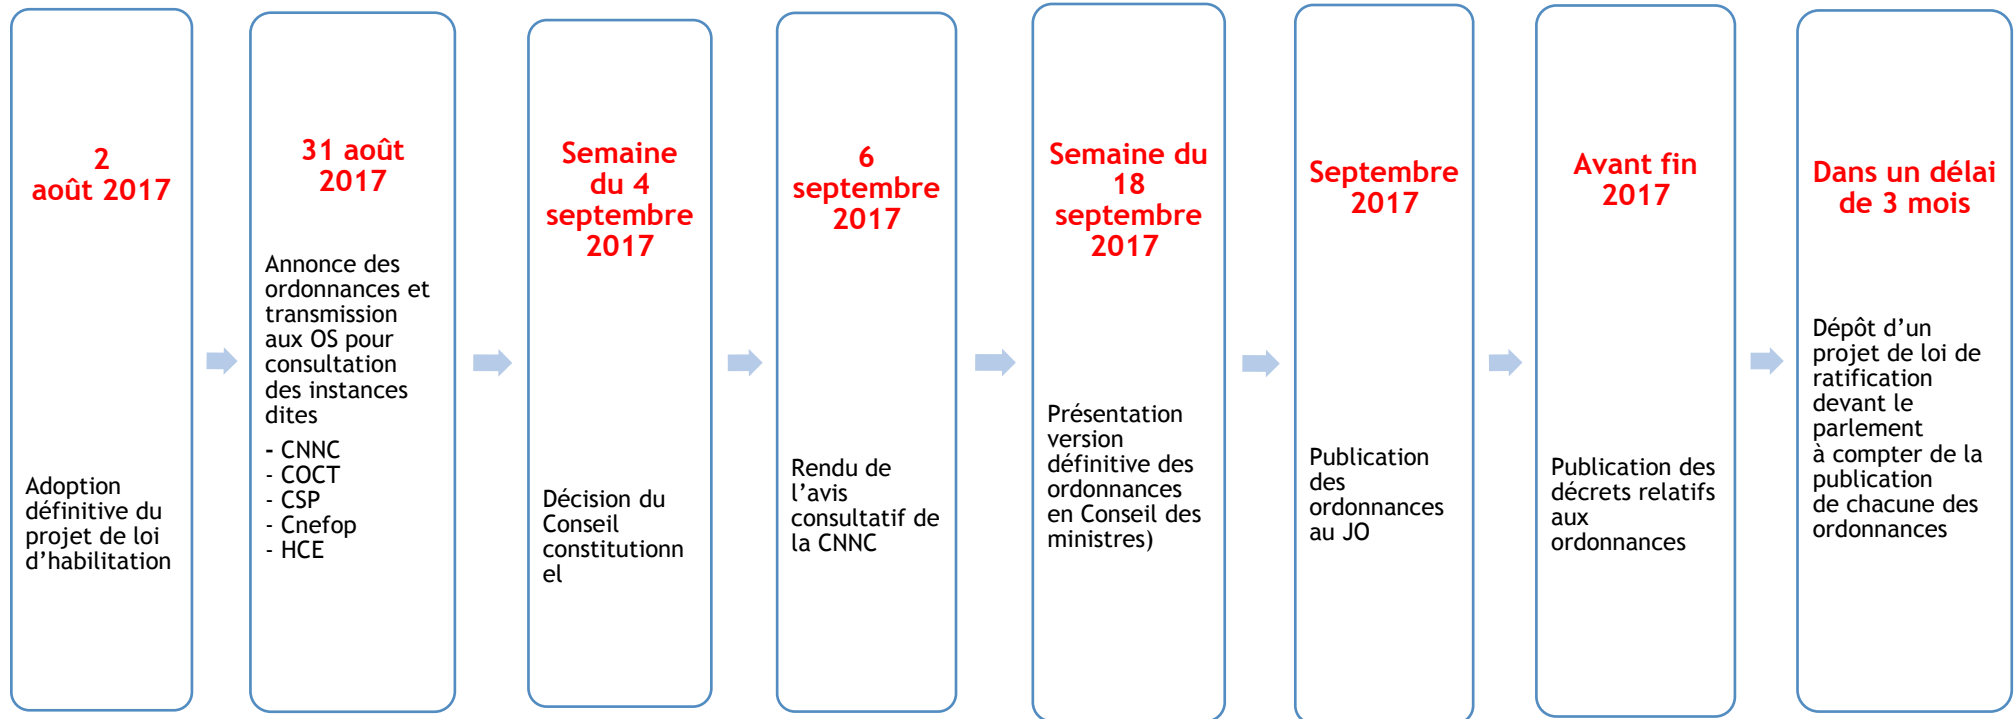 2
août 2017
Adoption
définitive du
projet de loi
d’habilitation
31 août
2017
Annonce des
ordonnances et
transmission
aux OS pour
consultation
des instances
dites
- CNNC
- COCT
- CSP
- Cnefop
- HCE
Semaine
du 4
septembre
2017
Décision du
Conseil
constitutionn
el
6
septembre
2017
Rendu de
l’avis
consultatif de
la CNNC
Semaine du
18
septembre
2017
Présentation
version
définitive des
ordonnances
en Conseil des
ministres)
Septembre
2017
Publication
des
ordonnances
au JO
Avant fin
2017
Publication des
décrets relatifs
aux
ordonnances
Dans un délai
de 3 mois
Dépôt d’un
projet de loi de
ratification
devant le
parlement
à compter de la
publication
de chacune des
ordonnances